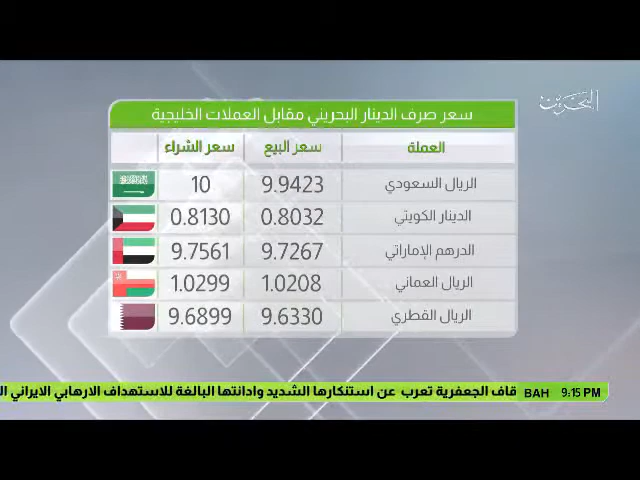 البحرين
سعر صرف الدينار البحريني مقابل العملات الخليجية
العملة سعر البيع سعر الشراء
الريال السعودي 9.9423 10
الدينار الكويتي 0.8032 0.8130
الدرهم الإماراتي 9.7267 9.7561
الريال العماني 1.0208 1.0299
الريال القطري 9.6330 9.6899
9:15 PM BAH قاف الجعفرية تعرب عن استنكارها الشديد وادانتها البالغة للاستهداف الارهابي الايراني ال